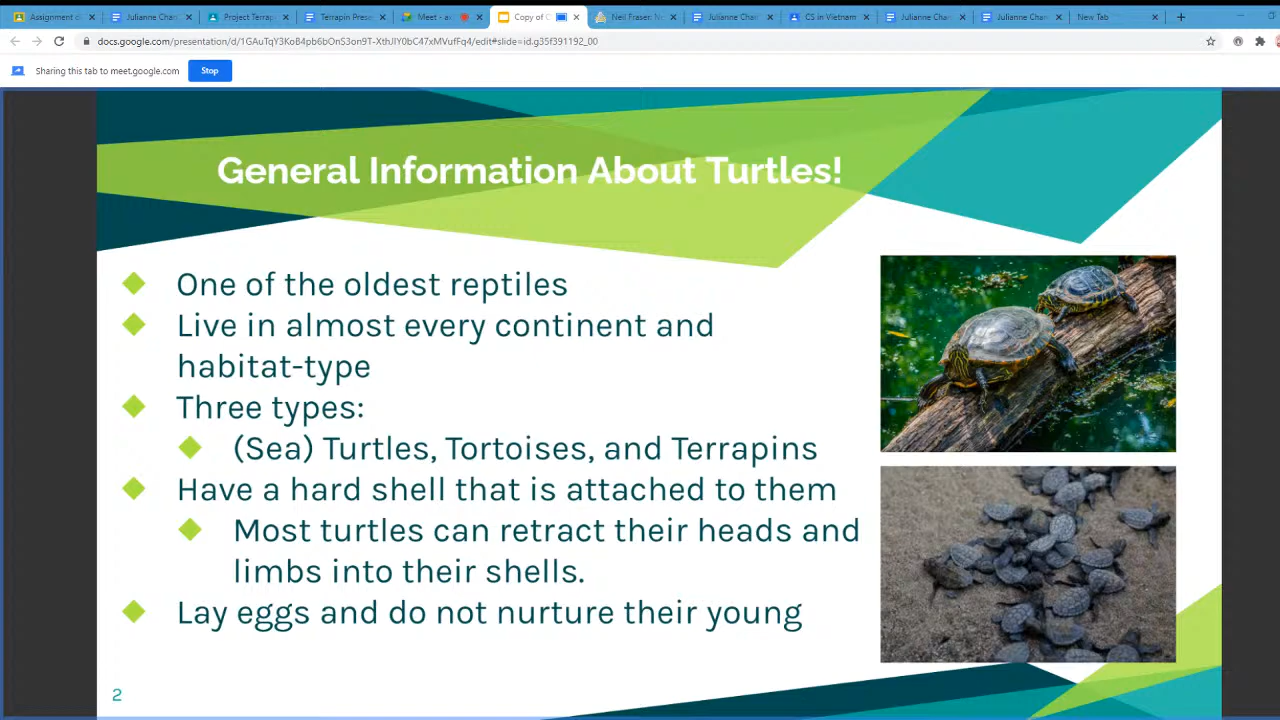 Assignment d
Julianne Chan
Project Terrap
Terrapin Prese
Meet - a
Copy of C
Neil Fraser: N
Julianne Chan
CS in Vietnam
Julianne Chan
Julianne Chan
New Tab
docs.google.com/presentation/d/1GAuTqY3KoB4pb6bOnS3on9T-XthJIY0bC47xMVufFq4/edit#slide=id.g35f391192_00
Sharing this tab to meet.google.com
Stop
General Information About Turtles!
One of the oldest reptiles
Live in almost every continent and
habitat-type
Three types:
(Sea) Turtles, Tortoises, and Terrapins
Have a hard shell that is attached to them
Most turtles can retract their heads and
limbs into their shells.
Lay eggs and do not nurture their young
2